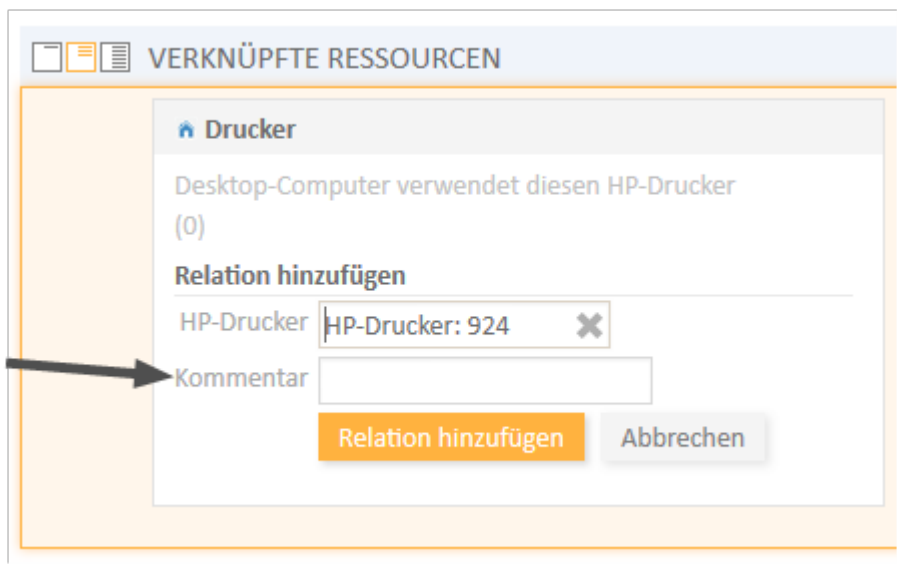 VERKNÜPFTE RESSOURCEN
Drucker
Desktop-Computer verwendet diesen HP-Drucker
(0)
Relation hinzufügen
HP-Drucker HP-Drucker: 924
Kommentar
Relation hinzufügen Abbrechen